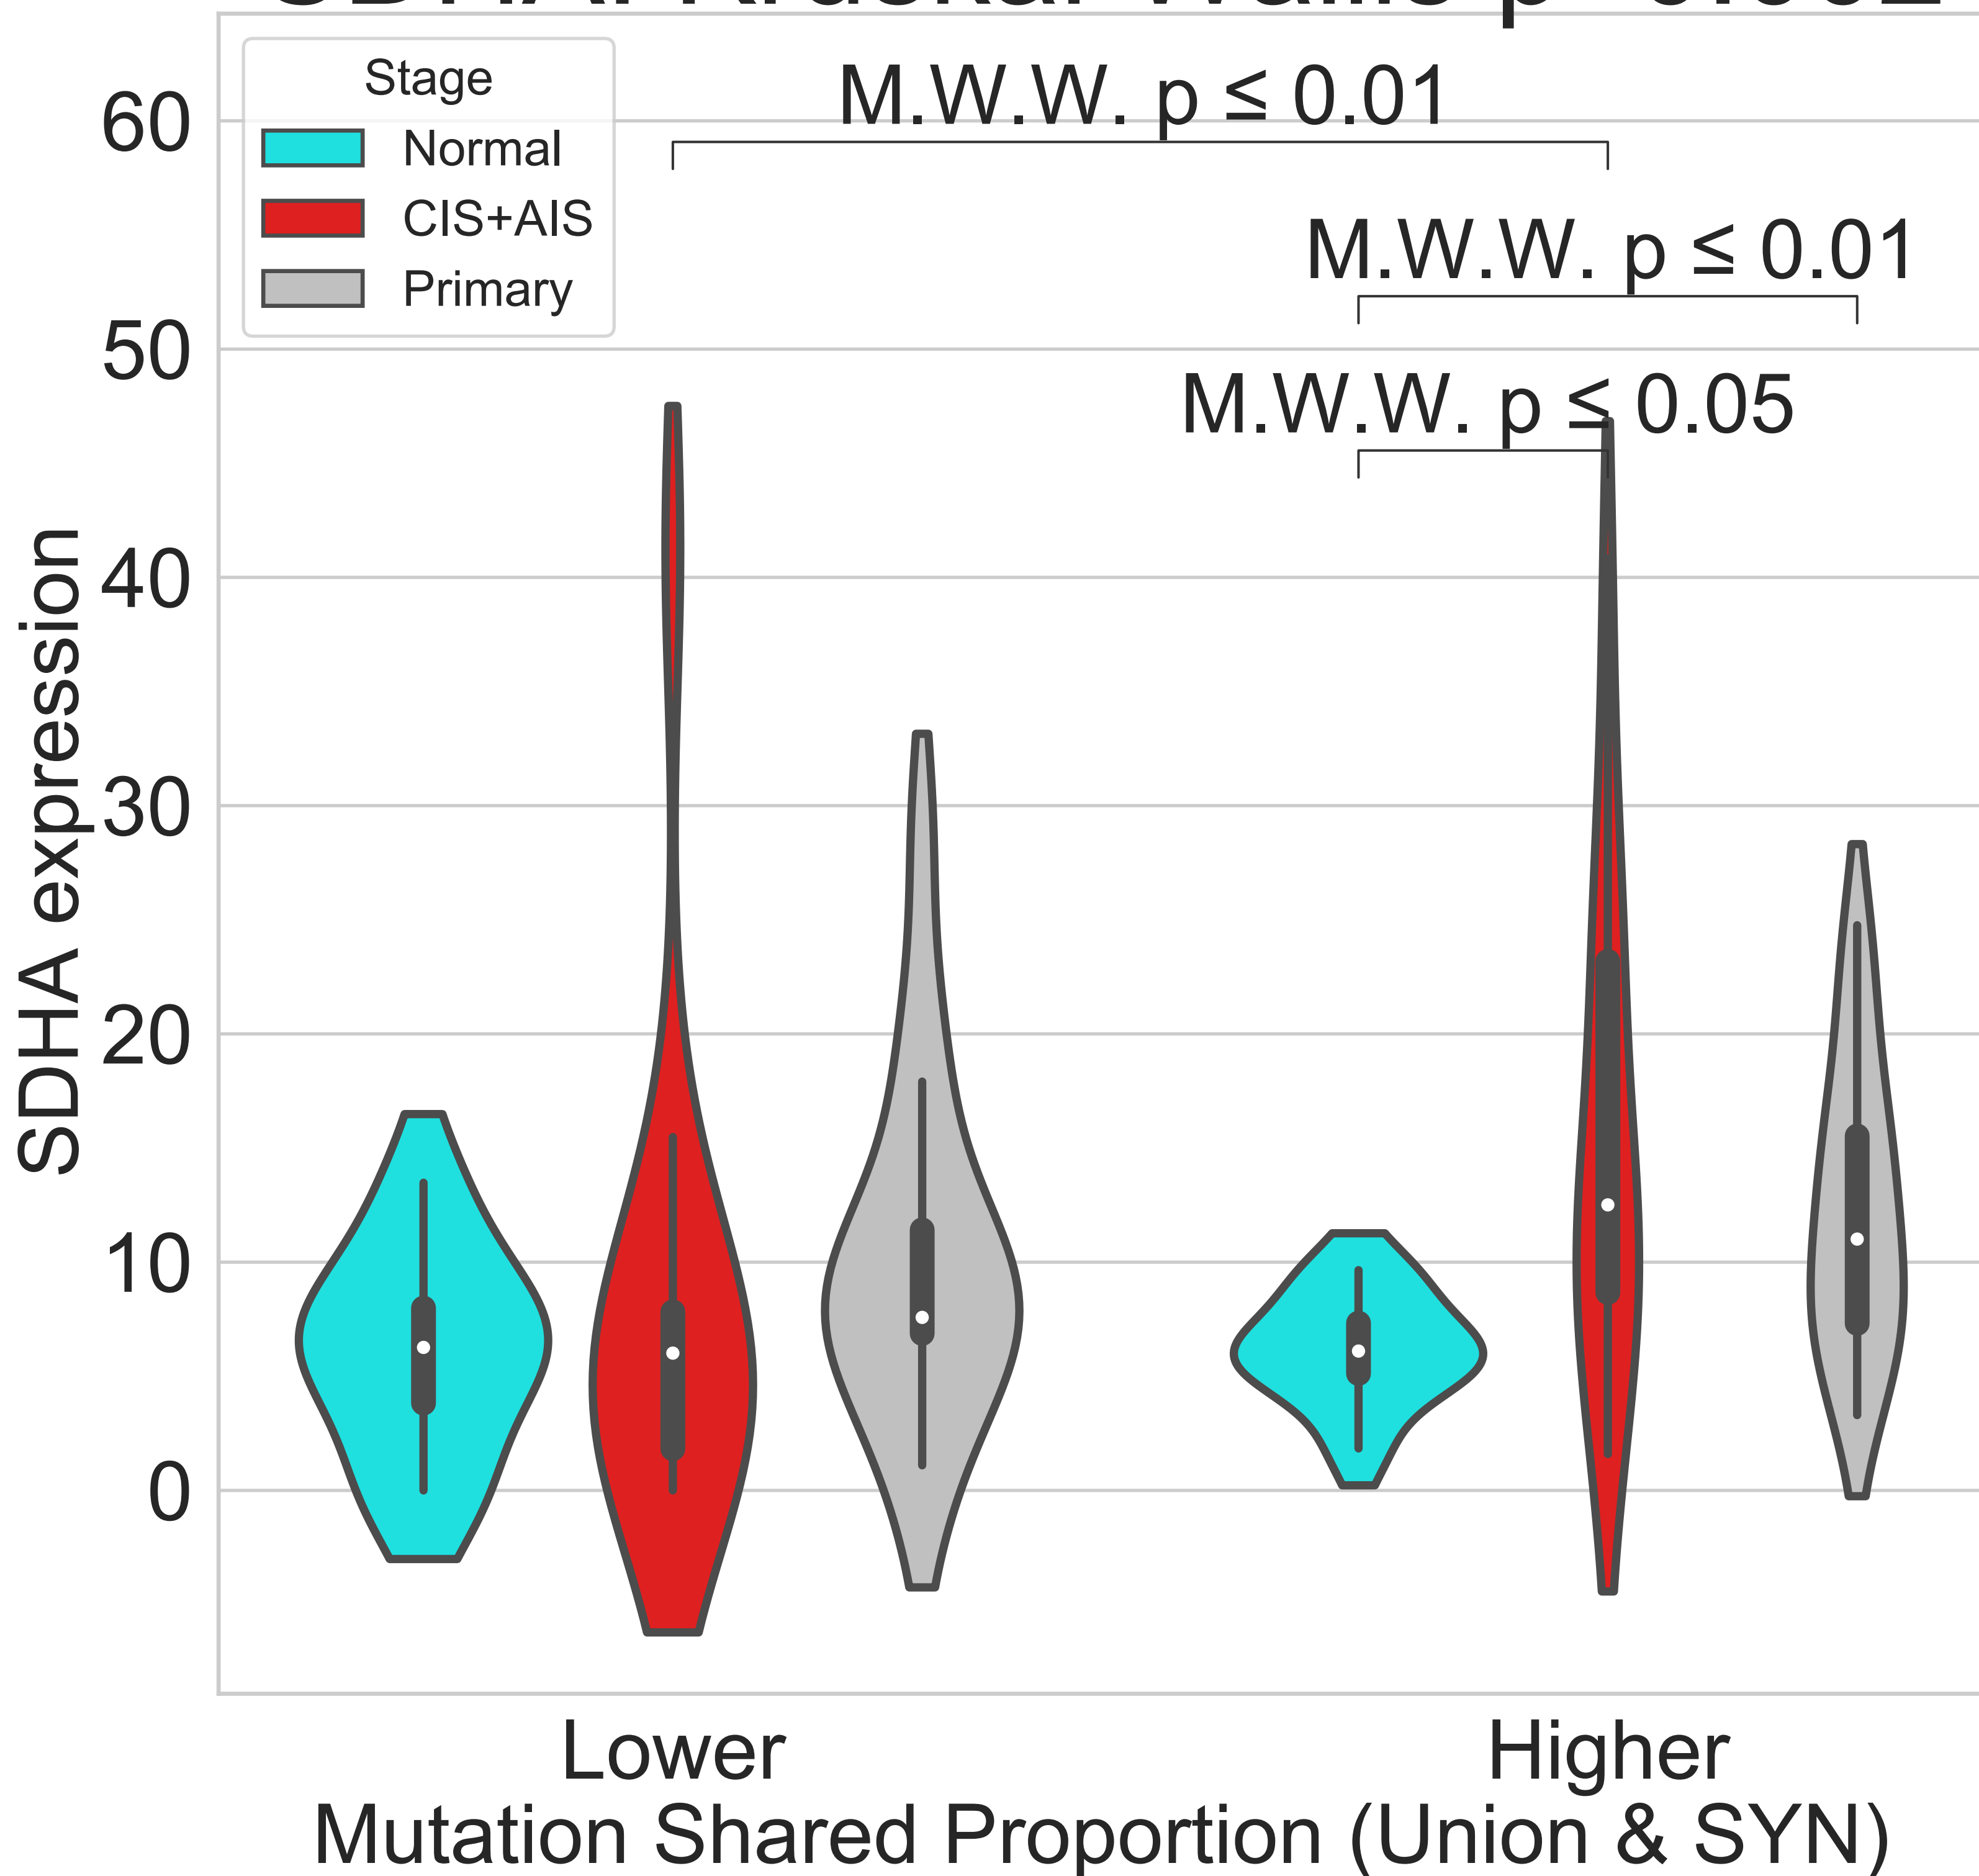 Stage
Normal
CIS+AIS
Primary
M.W.W. p ≤ 0.01
M.W.W. p ≤ 0.01
M.W.W. p ≤ 0.05
60
50
40
30
20
10
0
SDHA expression
Lower
Higher
Mutation Shared Proportion (Union & SYN)